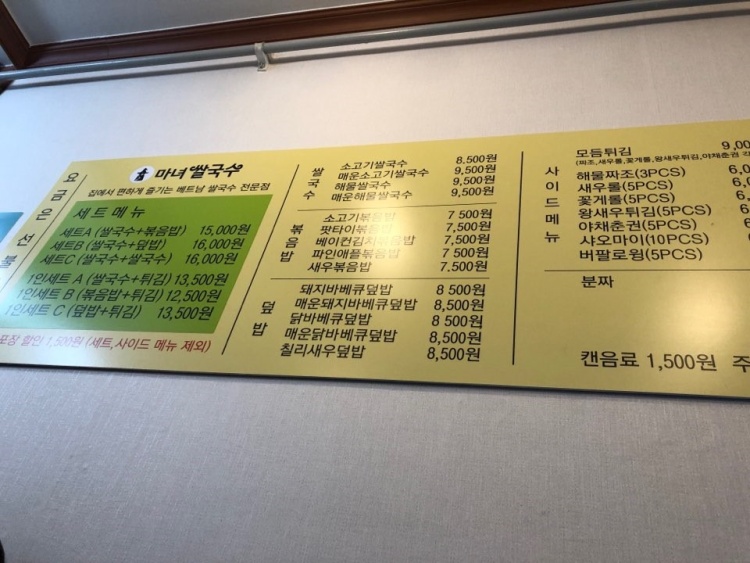 요금은선불
마녀 쌀국수
집에서 편하게 즐기는 베트남 쌀국수 전문점
세트메뉴
세트A (쌀국수+볶음밥) 15,000원
세트B (쌀국수+덮밥) 16,000원
세트C (쌀국수+쌀국수) 16,000원
1인세트 A (쌀국수+튀김) 13,500원
1인세트 B (볶음밥+튀김) 12,500원
1인세트 C (덮밥+튀김) 13,500원
포장 할인 1,500원 (세트,사이드 메뉴 제외)
쌀국수
소고기쌀국수 8,500원
매운소고기쌀국수 9,500원
해물쌀국수 9,500원
매운해물쌀국수 9,500원
볶음밥
소고기볶음밥 7 500원
팟타이볶음밥 7,500원
베이컨김치볶음밥 7,500원
파인애플볶음밥 7 500원
새우볶음밥 7,500원
덮밥
돼지바베큐덮밥 8 500원
매운돼지바베큐덮밥 8,500원
닭바베큐덮밥 8 500원
매운닭바베큐덮밥 8,500원
칠리새우덮밥 8,500원
사이드메뉴
모듬튀김 9,00
(짜조,새우롤,꽃게롤,왕새우튀김,야채춘권 각
해물짜조(3PCS) 6,0
새우롤(5PCS) 6,0
꽃게롤(5PCS) 6,
왕새우튀김(5PCS) 6,
야채춘권(5PCS) 6
샤오마이(10PCS) 6
버팔로윙(5PCS)
분짜
캔음료 1,500원 주